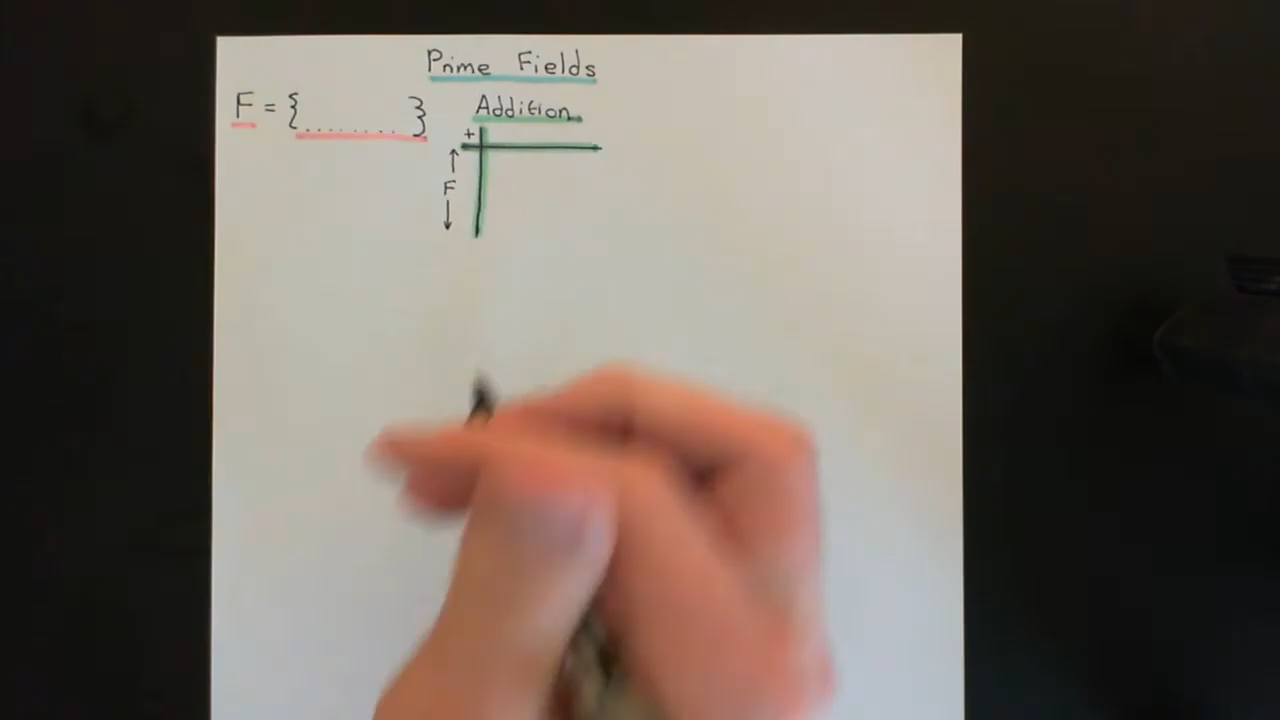 Prime Fields
F = {........}
Addition
+
↑
F
↓